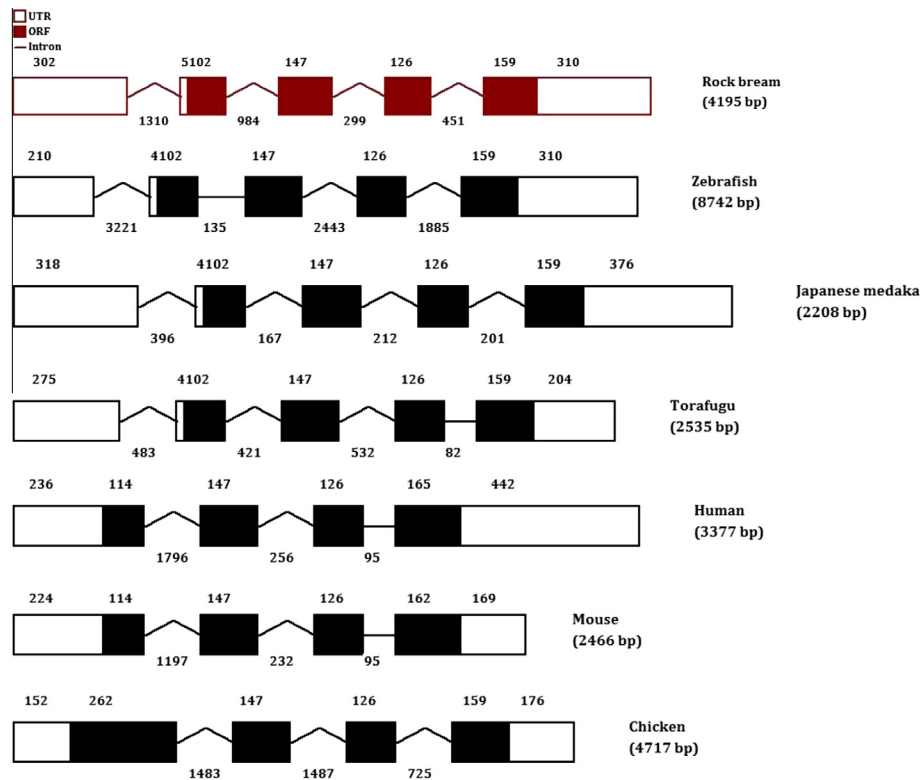 UTR
ORF
Intron
302 5102 147 126 159 310
Rock bream
(4195 bp)
1310 984 299 451
210 4102 147 126 159 310
Zebrafish
(8742 bp)
3221 135 2443 1885
318 4102 147 126 159 376
Japanese medaka
(2208 bp)
396 167 212 201
275 4102 147 126 159 204
Torafugu
(2535 bp)
483 421 532 82
236 114 147 126 165 442
Human
(3377 bp)
1796 256 95
224 114 147 126 162 169
Mouse
(2466 bp)
1197 232 95
152 262 147 126 159 176
Chicken
(4717 bp)
1483 1487 725